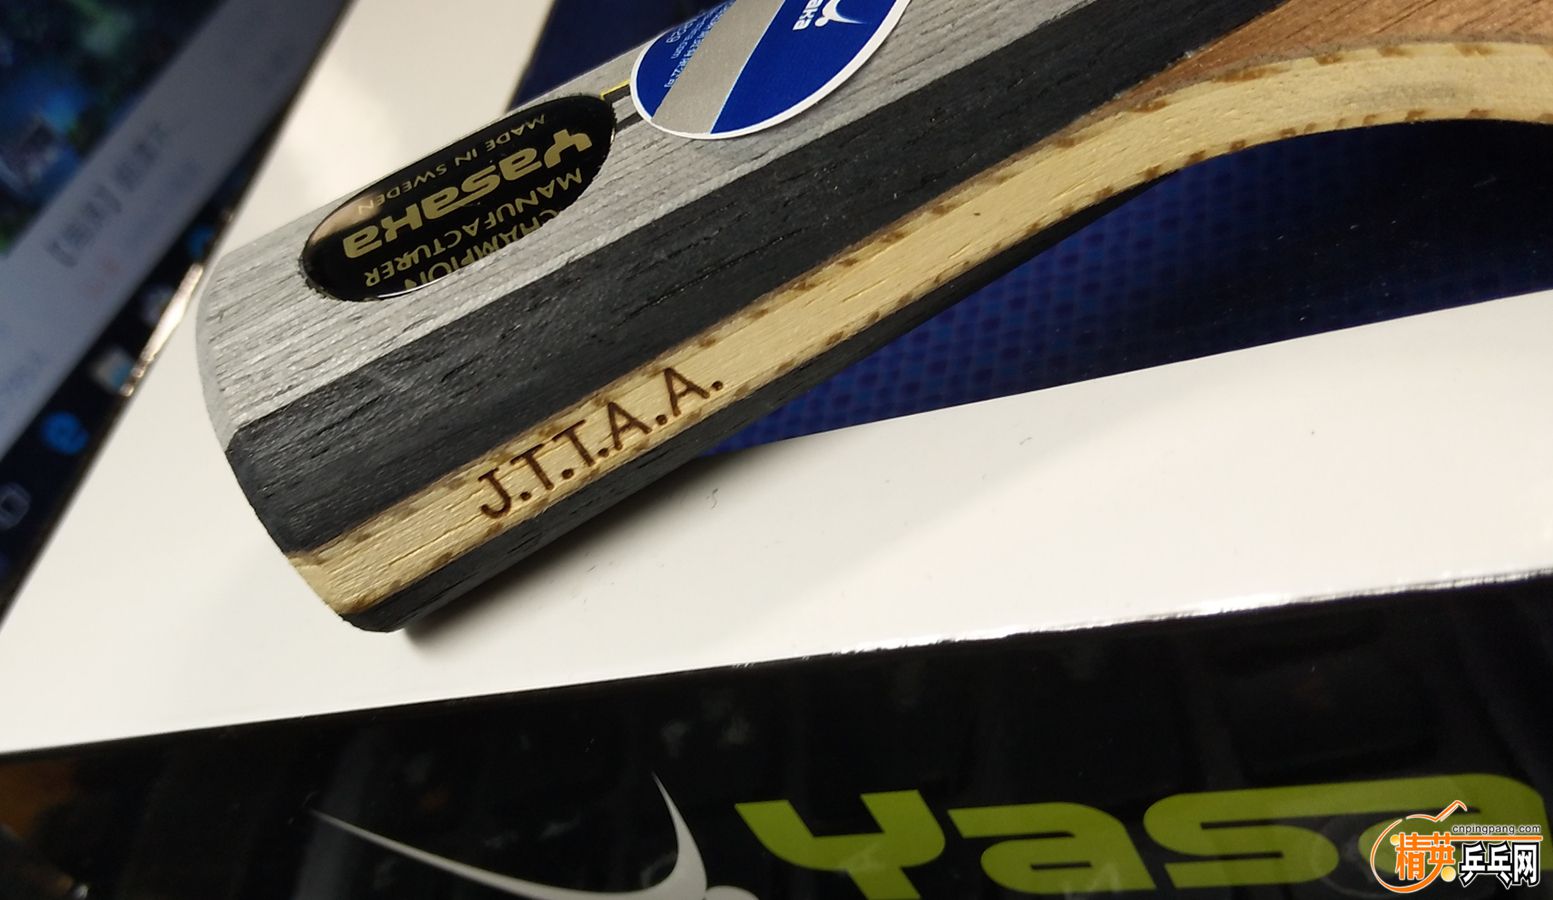 MADE IN SWEDEN
Yasaka
MANUFACTURER
CHAMPION
J.T.T.A.A.
Yasa
cnpingpang.com
精英乒乓网